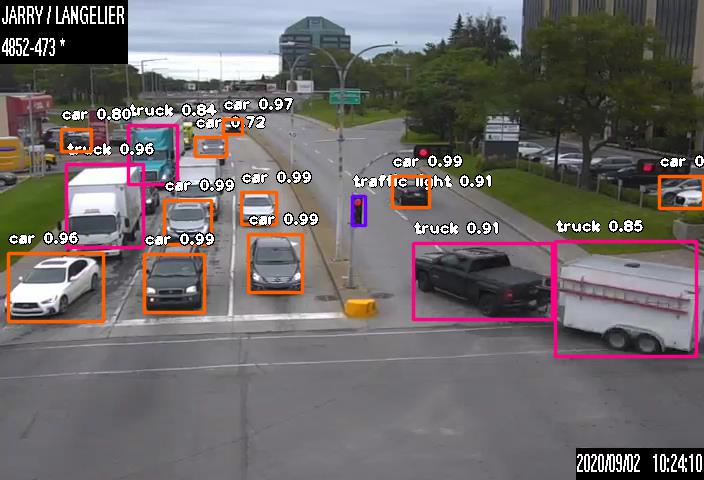 JARRY / LANGELIER
4852-473 *
car 0.80
truck 0.84
car 0.97
car 0.72
truck 0.96
car 0.99
car 0.99
car 0.99
traffic light 0.91
car 0.99
car 0
car 0.96
car 0.99
truck 0.91
truck 0.85
2020/09/02 10:24:10